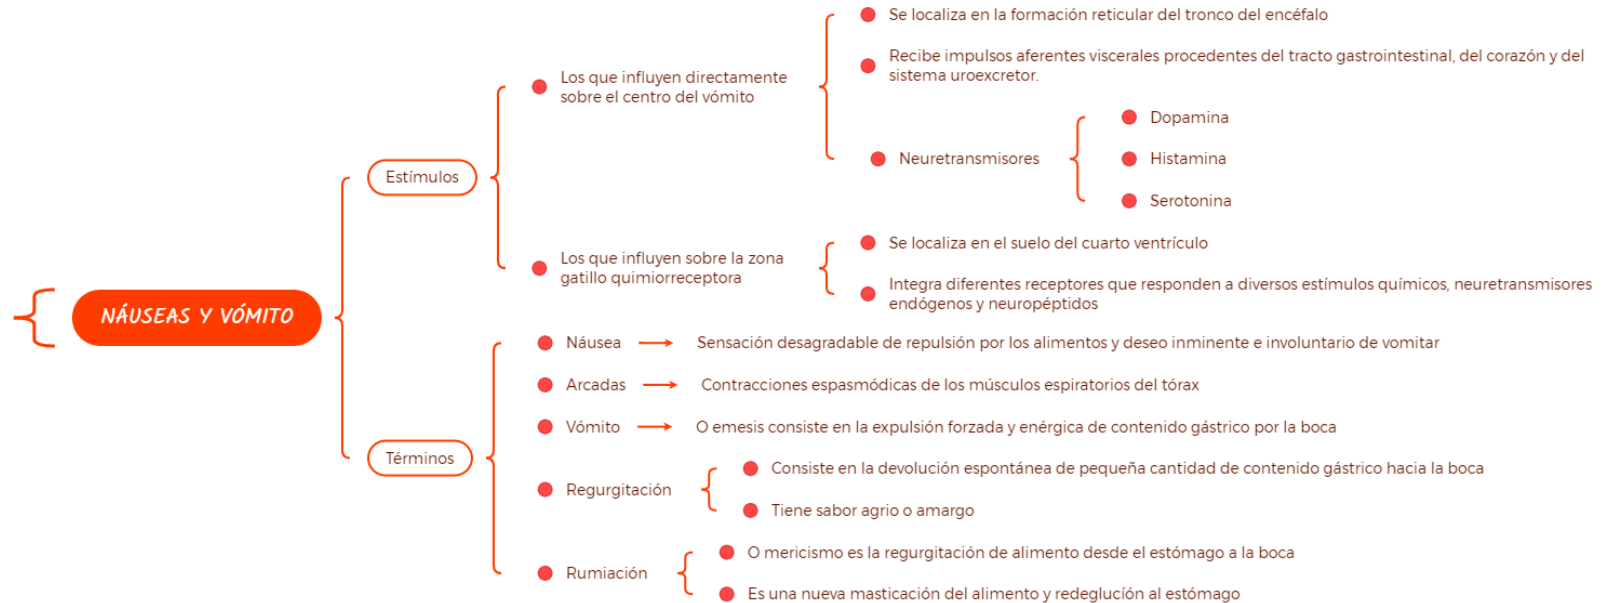 NÁUSEAS Y VÓMITO
Estímulos
Los que influyen directamente
sobre el centro del vómito
Se localiza en la formación reticular del tronco del encéfalo
Recibe impulsos aferentes viscerales procedentes del tracto gastrointestinal, del corazón y del
sistema uroexcretor.
Neuretransmisores
Dopamina
Histamina
Serotonina
Los que influyen sobre la zona
gatillo quimiorreceptora
Se localiza en el suelo del cuarto ventrículo
Integra diferentes receptores que responden a diversos estímulos químicos, neuretransmisores
endógenos y neuropéptidos
Términos
Náusea
Sensación desagradable de repulsión por los alimentos y deseo inminente e involuntario de vomitar
Arcadas
Contracciones espasmódicas de los músculos espiratorios del tórax
Vómito
O emesis consiste en la expulsión forzada y enérgica de contenido gástrico por la boca
Regurgitación
Consiste en la devolución espontánea de pequeña cantidad de contenido gástrico hacia la boca
Tiene sabor agrio o amargo
Rumiación
O mericismo es la regurgitación de alimento desde el estómago a la boca
Es una nueva masticación del alimento y redeglución al estómago